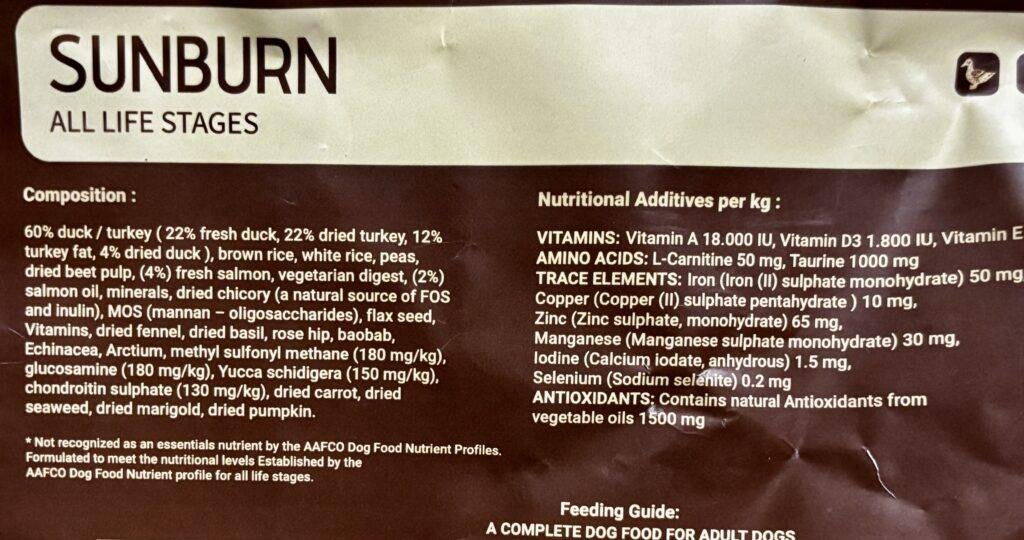 SUNBURN
ALL LIFE STAGES
Composition :
60% duck / turkey ( 22% fresh duck, 22% dried turkey, 12%
turkey fat, 4% dried duck ), brown rice, white rice, peas,
dried beet pulp, (4%) fresh salmon, vegetarian digest, (2%)
salmon oil, minerals, dried chicory (a natural source of FOS
and inulin), MOS (mannan – oligosaccharides), flax seed,
Vitamins, dried fennel, dried basil, rose hip, baobab,
Echinacea, Arctium, methyl sulfonyl methane (180 mg/kg),
glucosamine (180 mg/kg), Yucca schidigera (150 mg/kg),
chondroitin sulphate (130 mg/kg), dried carrot, dried
seaweed, dried marigold, dried pumpkin.
* Not recognized as an essentials nutrient by the AAFCO Dog Food Nutrient Profiles.
Formulated to meet the nutritional levels Established by the
AAFCO Dog Food Nutrient profile for all life stages.
Nutritional Additives per kg :
VITAMINS: Vitamin A 18.000 IU, Vitamin D3 1.800 IU, Vitamin E
AMINO ACIDS: L-Carnitine 50 mg, Taurine 1000 mg
TRACE ELEMENTS: Iron (Iron (II) sulphate monohydrate) 50 mg,
Copper (Copper (II) sulphate pentahydrate ) 10 mg,
Zinc (Zinc sulphate, monohydrate) 65 mg,
Manganese (Manganese sulphate monohydrate) 30 mg,
Iodine (Calcium iodate, anhydrous) 1.5 mg,
Selenium (Sodium selenite) 0.2 mg
ANTIOXIDANTS: Contains natural Antioxidants from
vegetable oils 1500 mg
Feeding Guide:
A COMPLETE DOG FOOD FOR ADULT DOGS